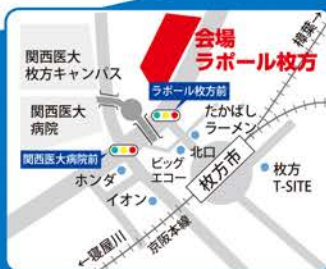 会場
ラポール枚方
樟葉→
関西医大
枚方キャンパス
ラポール枚方前
関西医大
病院
たかばし
ラーメン
関西医大病院前
ビッグ
エコー
北口
枚方市
枚方
T-SITE
ホンダ
イオン
←寝屋川
京阪本線